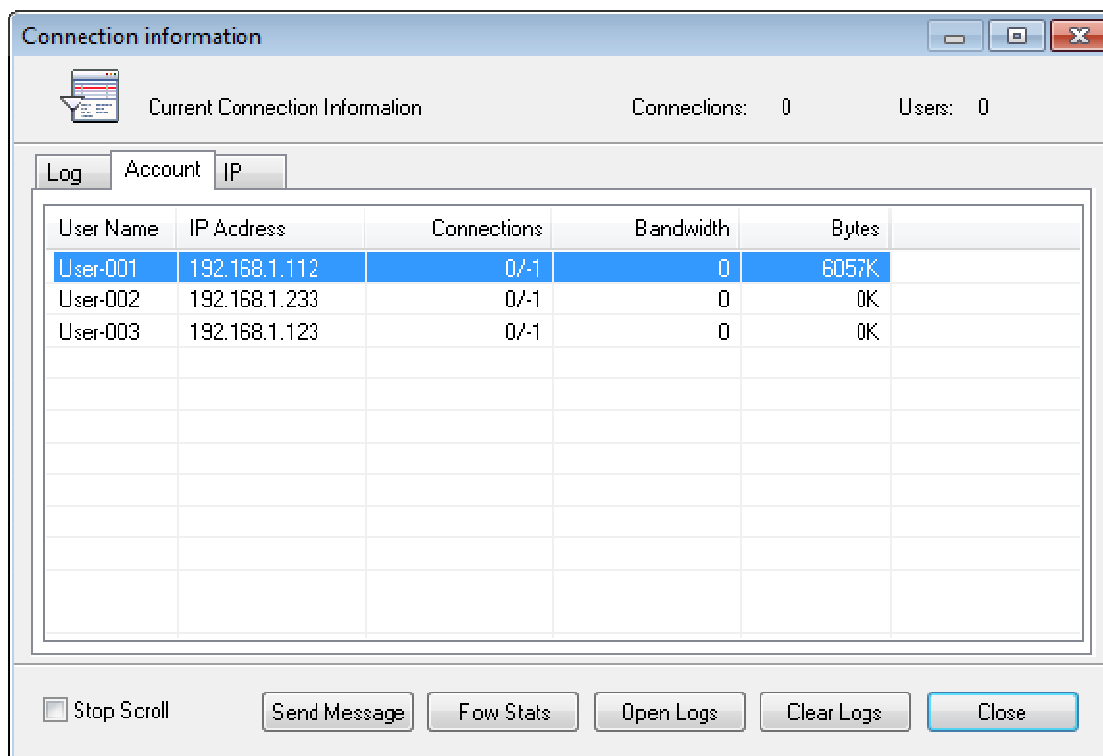 Connection information
Current Connection Information Connections: 0 Users: 0
Log Account IP
User Name IP Adress Connections Bandwidth Bytes
User-001 192.168.1.112 0/-1 0 6057K
User-002 192.168.1.233 0/-1 0 0K
User-003 192.168.1.123 0/-1 0 0K
Stop Scroll Send Message Fow Stats Open Logs Clear Logs Close